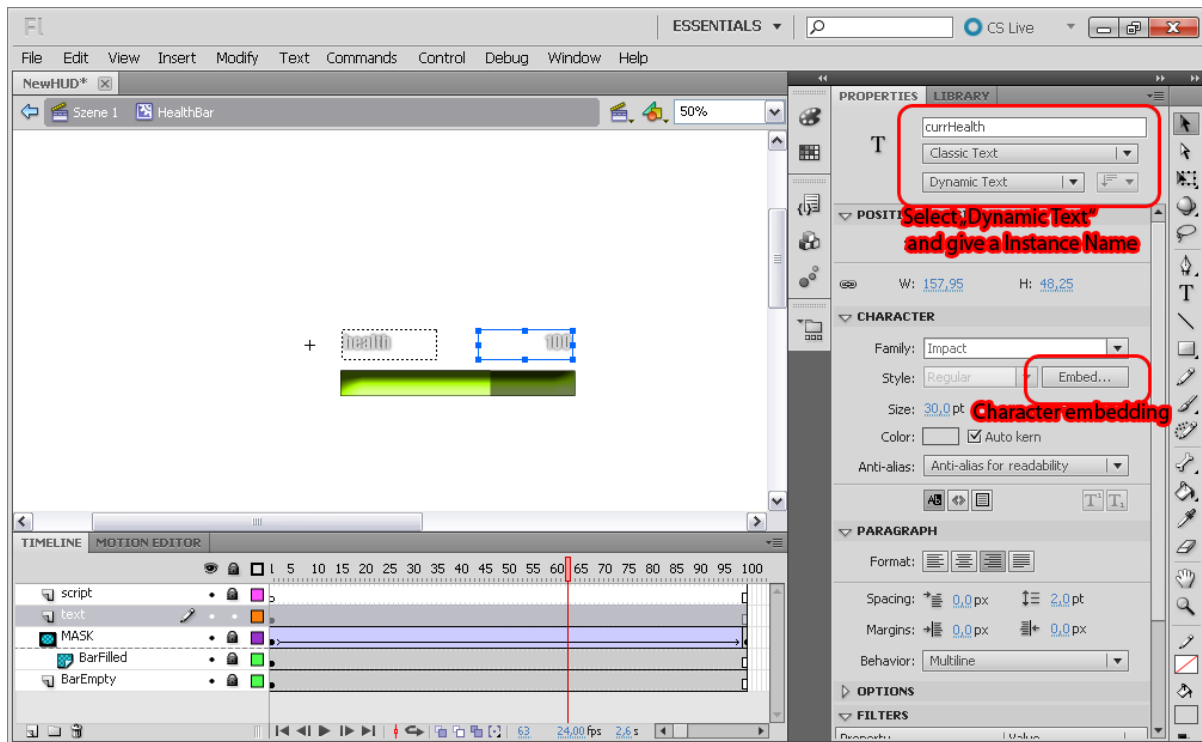 Fl ESSENTIALS CS Live
File Edit View Insert Modify Text Commands Control Debug Window Help
NewHUD*
Szene 1 HealthBar 50%
health 100
PROPERTIES LIBRARY
T
currHealth
Classic Text
Dynamic Text
Select „Dynamic Text“
and give a Instance Name
W: 157,95 H: 48,25
CHARACTER
Family: Impact
Style: Regular Embed...
Character embedding
Size: 30,0 pt
Color: Auto kern
Anti-alias: Anti-alias for readability
PARAGRAPH
Format:
Spacing: 0,0 px 2,0 pt
Margins: 0,0 px 0,0 px
Behavior: Multiline
OPTIONS
FILTERS
Property Value
TIMELINE MOTION EDITOR
1 5 10 15 20 25 30 35 40 45 50 55 60 65 70 75 80 85 90 95 100
script
text
MASK
BarFilled
BarEmpty
63 24,00 fps 2,6 s